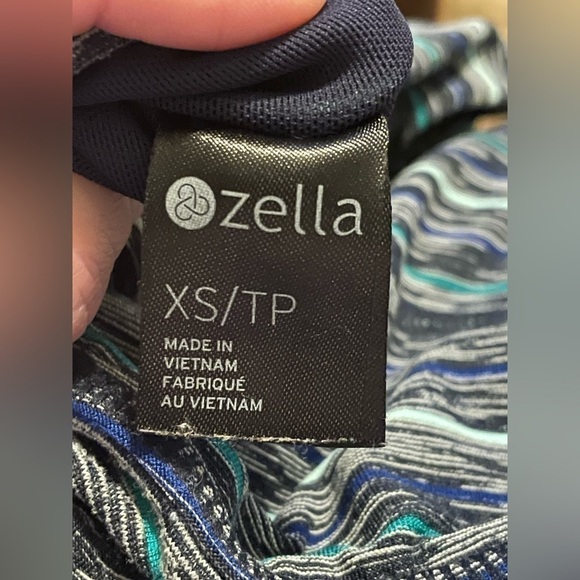 zella
XS/TP
MADE IN
VIETNAM
FABRIQUÉ
AU VIETNAM